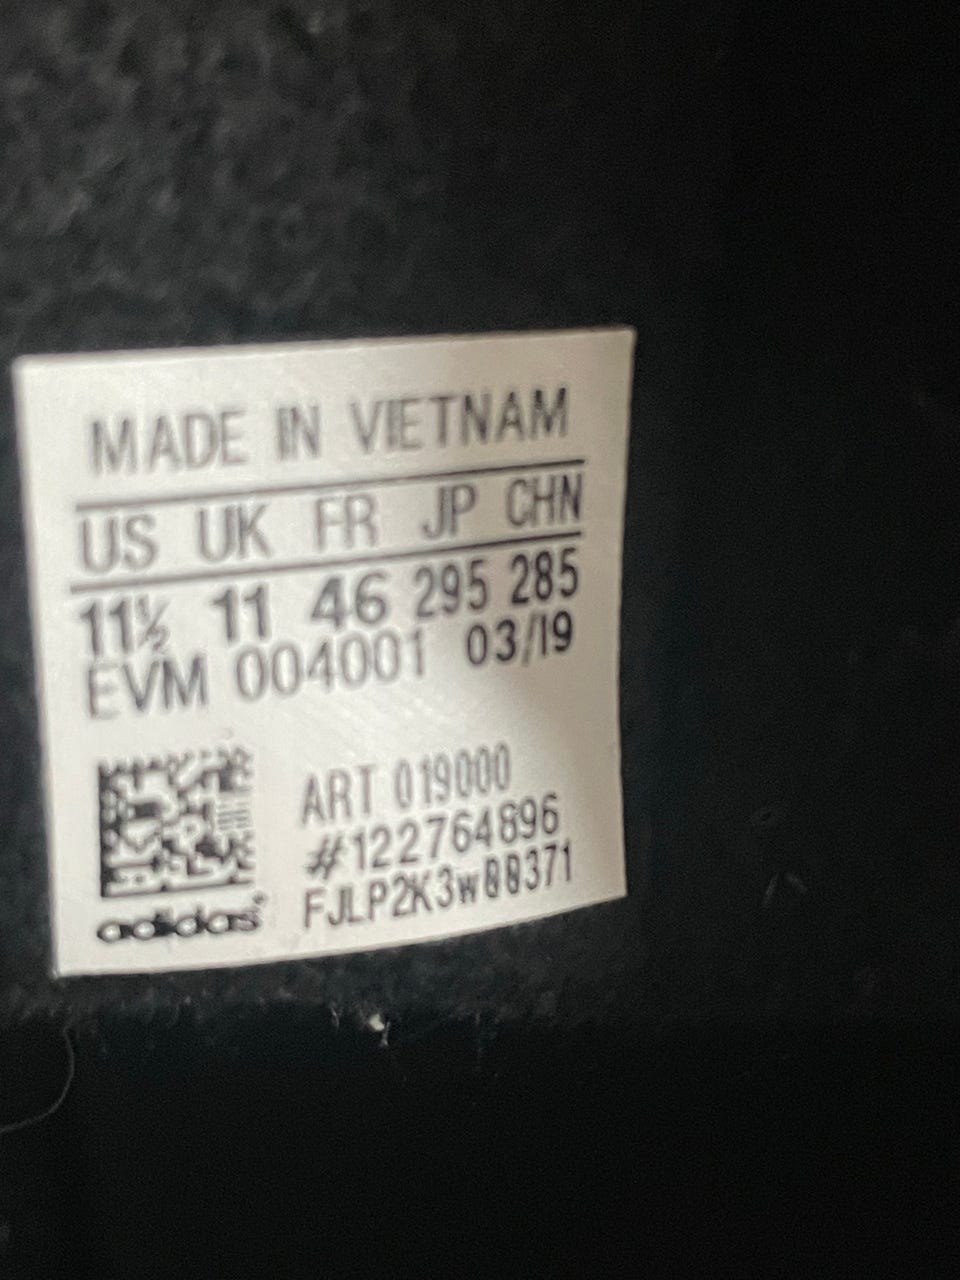 MADE IN VIETNAM
US UK FR JP CHN
11½ 11 46 295 285
EVM 004001 03/19
ART 019000
#122764896
FJLP2K3W00371
adidas